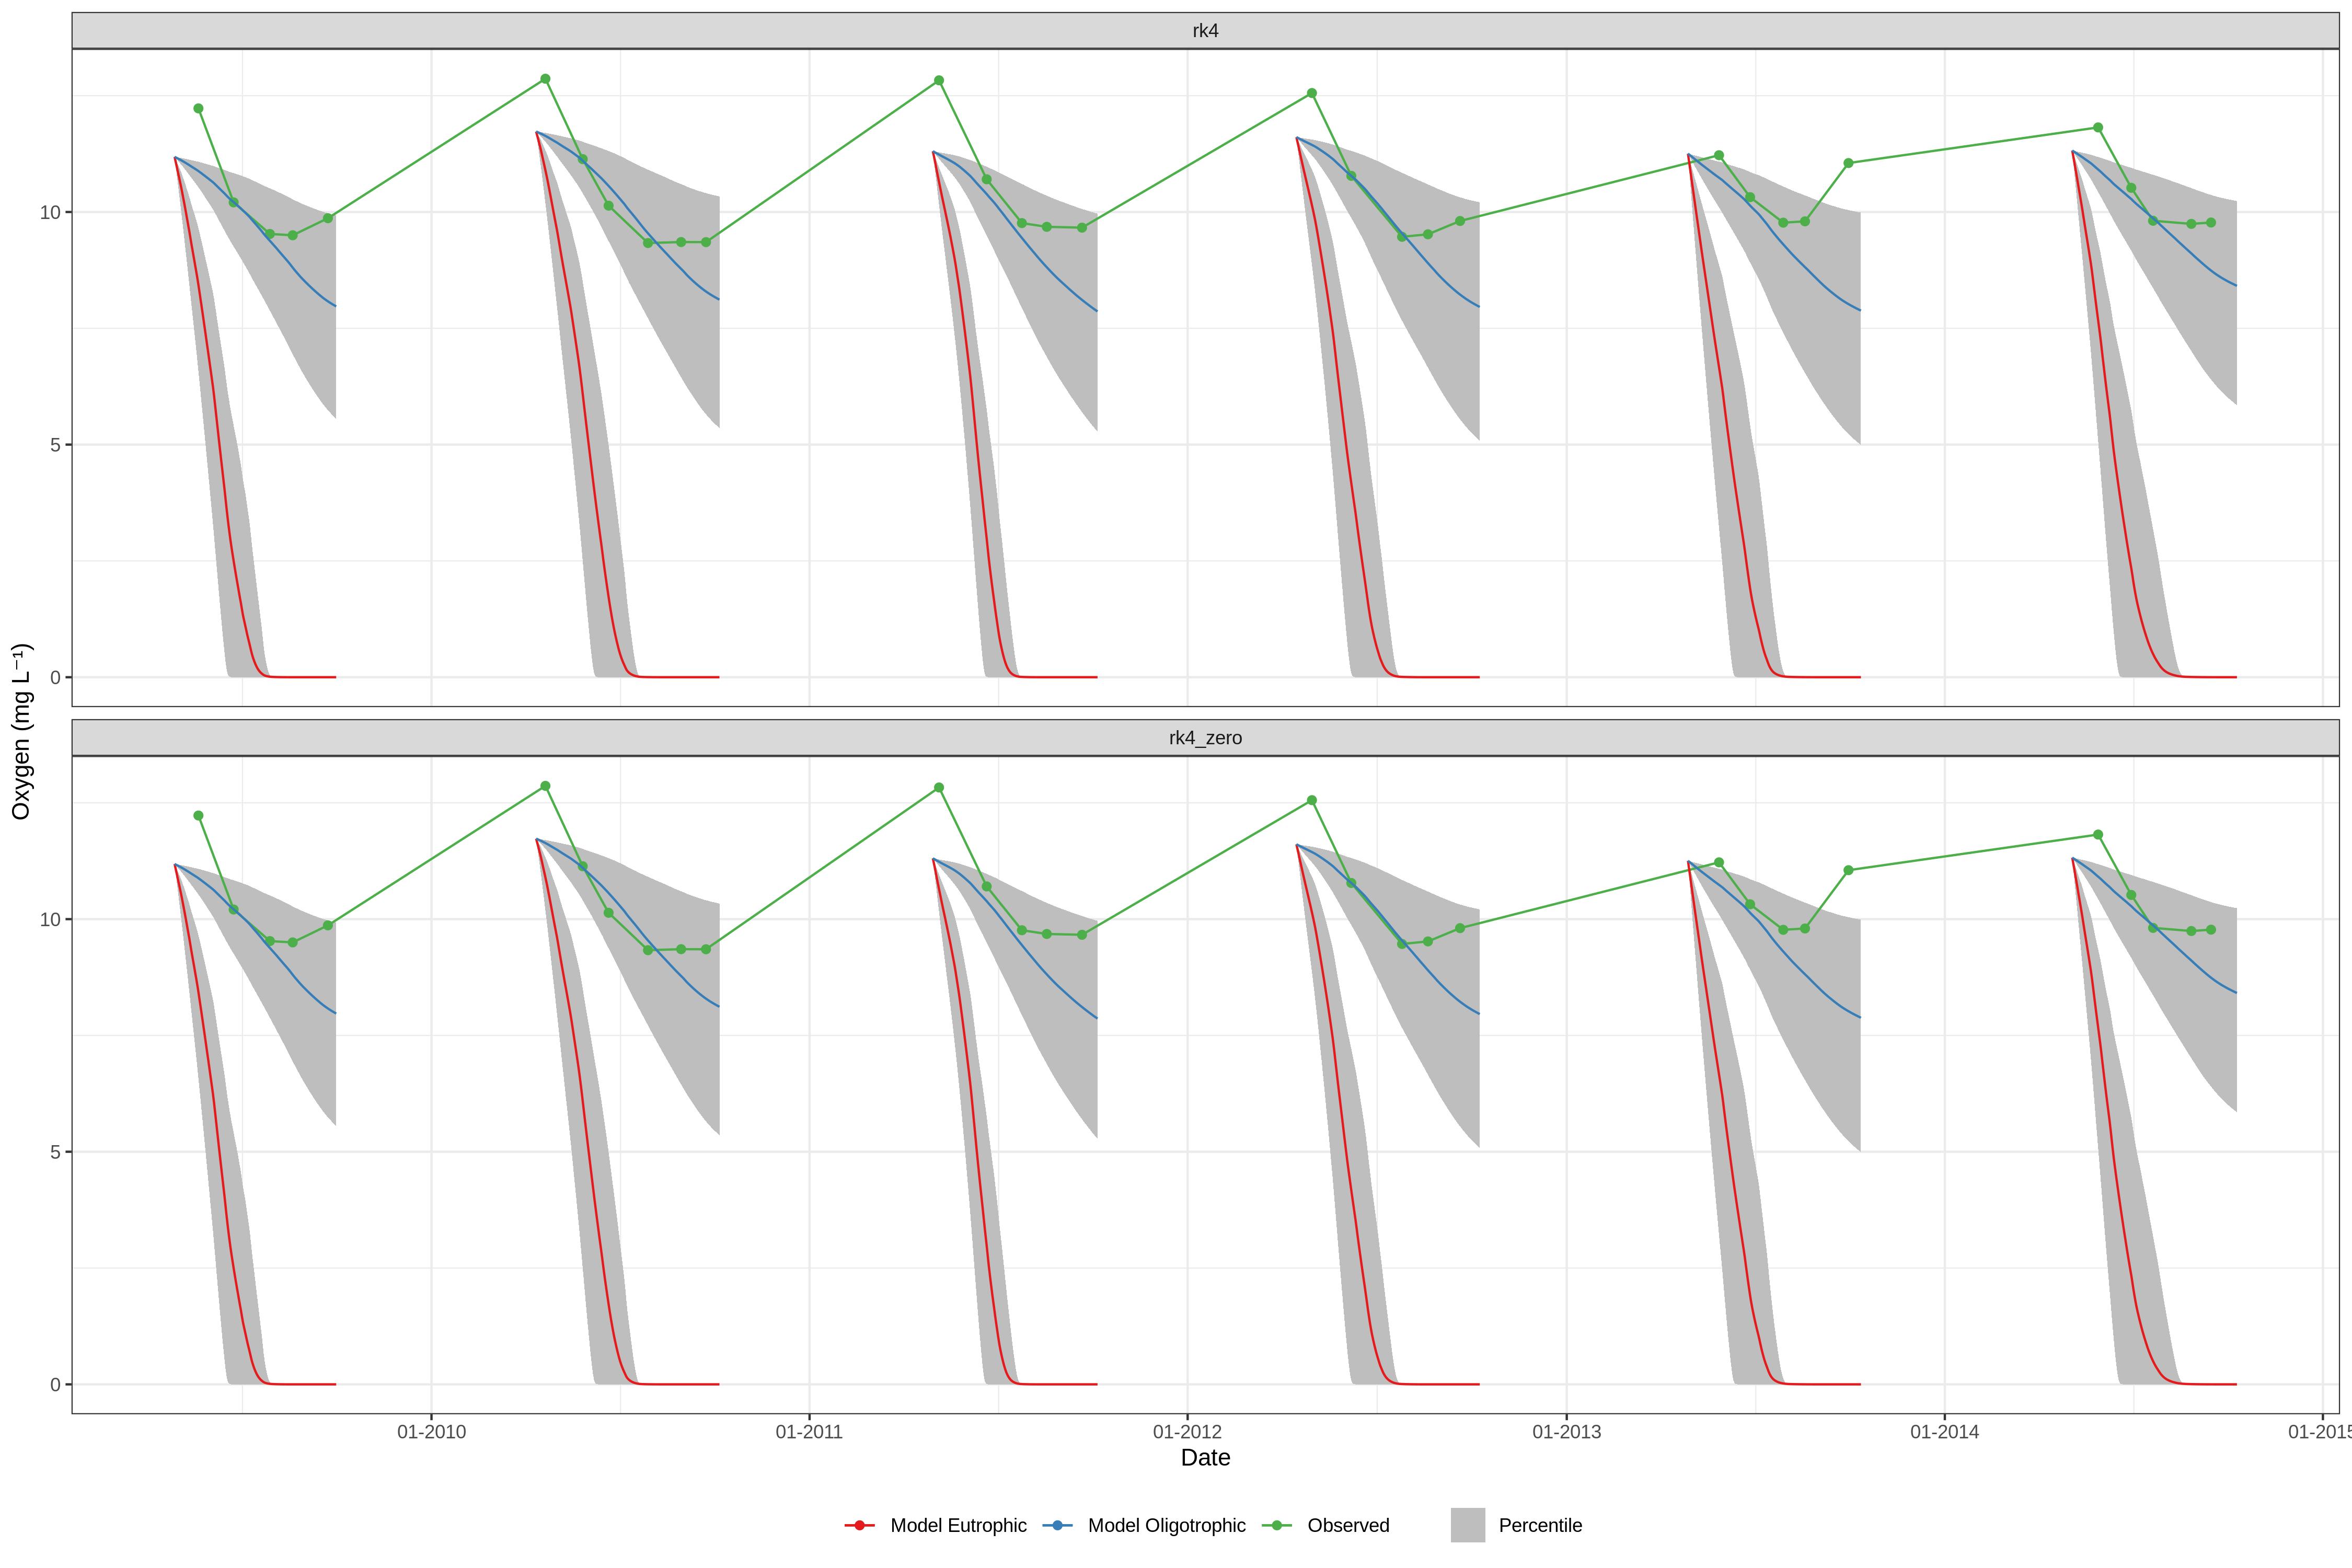 rk4
10
5
0
rk4_zero
10
5
0
Oxygen (mg L⁻¹)
01-2010 01-2011 01-2012 01-2013 01-2014 01-2015
Date
Model Eutrophic Model Oligotrophic Observed Percentile